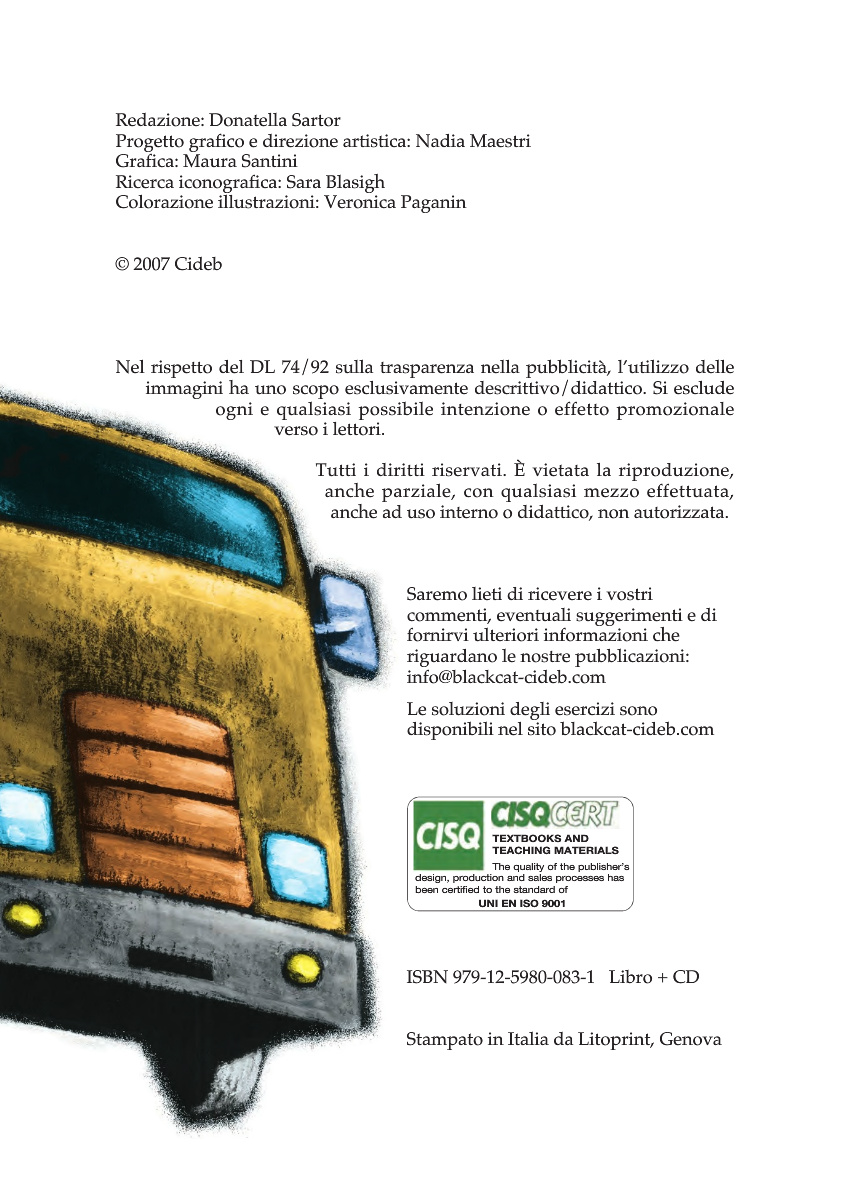 Redazione: Donatella Sartor
Progetto grafico e direzione artistica: Nadia Maestri
Grafica: Maura Santini
Ricerca iconografica: Sara Blasigh
Colorazione illustrazioni: Veronica Paganin
© 2007 Cideb
Nel rispetto del DL 74/92 sulla trasparenza nella pubblicità, l'utilizzo delle
immagini ha uno scopo esclusivamente descrittivo/didattico. Si esclude
ogni e qualsiasi possibile intenzione o effetto promozionale
verso i lettori.
Tutti i diritti riservati. È vietata la riproduzione,
anche parziale, con qualsiasi mezzo effettuata,
anche ad uso interno o didattico, non autorizzata.
Saremo lieti di ricevere i vostri
commenti, eventuali suggerimenti e di
fornirvi ulteriori informazioni che
riguardano le nostre pubblicazioni:
info@blackcat-cideb.com
Le soluzioni degli esercizi sono
disponibili nel sito blackcat-cideb.com
CISQ
CISQCERT
TEXTBOOKS AND
TEACHING MATERIALS
The quality of the publisher's
design, production and sales processes has
been certified to the standard of
UNI EN ISO 9001
ISBN 979-12-5980-083-1 Libro + CD
Stampato in Italia da Litoprint, Genova